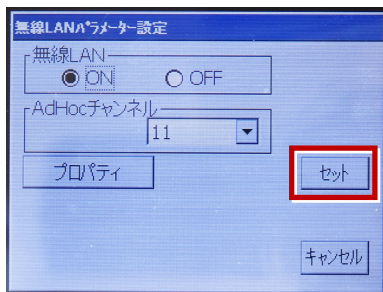 無線LANパラメーター設定
無線LAN
ON OFF
AdHocチャンネル
11
プロパティ
セット
キャンセル